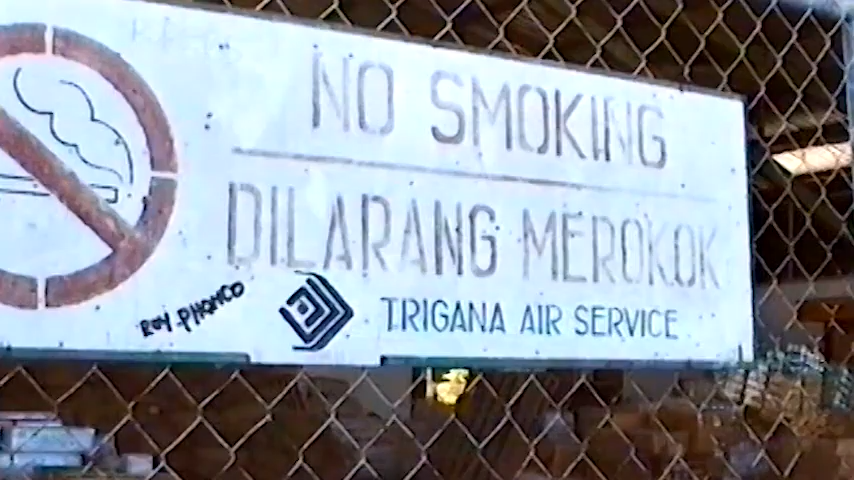 NO SMOKING
DILARANG MEROKOK
TRIGANA AIR SERVICE